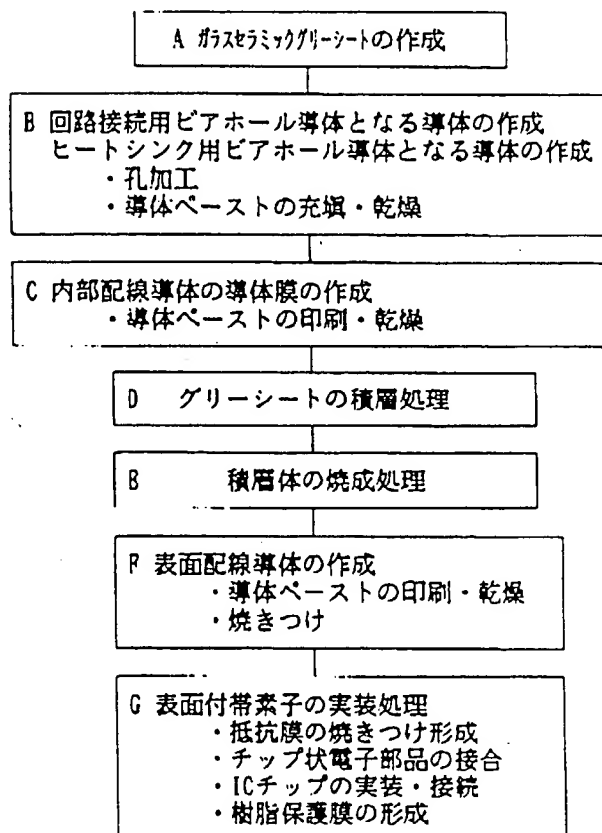 A ガラスセラミックグリーシートの作成
B 回路接続用ビアホール導体となる導体の作成
ヒートシンク用ビアホール導体となる導体の作成
・孔加工
・導体ペーストの充塡・乾燥
C 内部配線導体の導体膜の作成
・導体ペーストの印刷・乾燥
D グリーシートの積層処理
E 積層体の焼成処理
F 表面配線導体の作成
・導体ペーストの印刷・乾燥
・焼きつけ
G 表面付帯素子の実装処理
・抵抗膜の焼きつけ形成
・チップ状電子部品の接合
・ICチップの実装・接続
・樹脂保護膜の形成